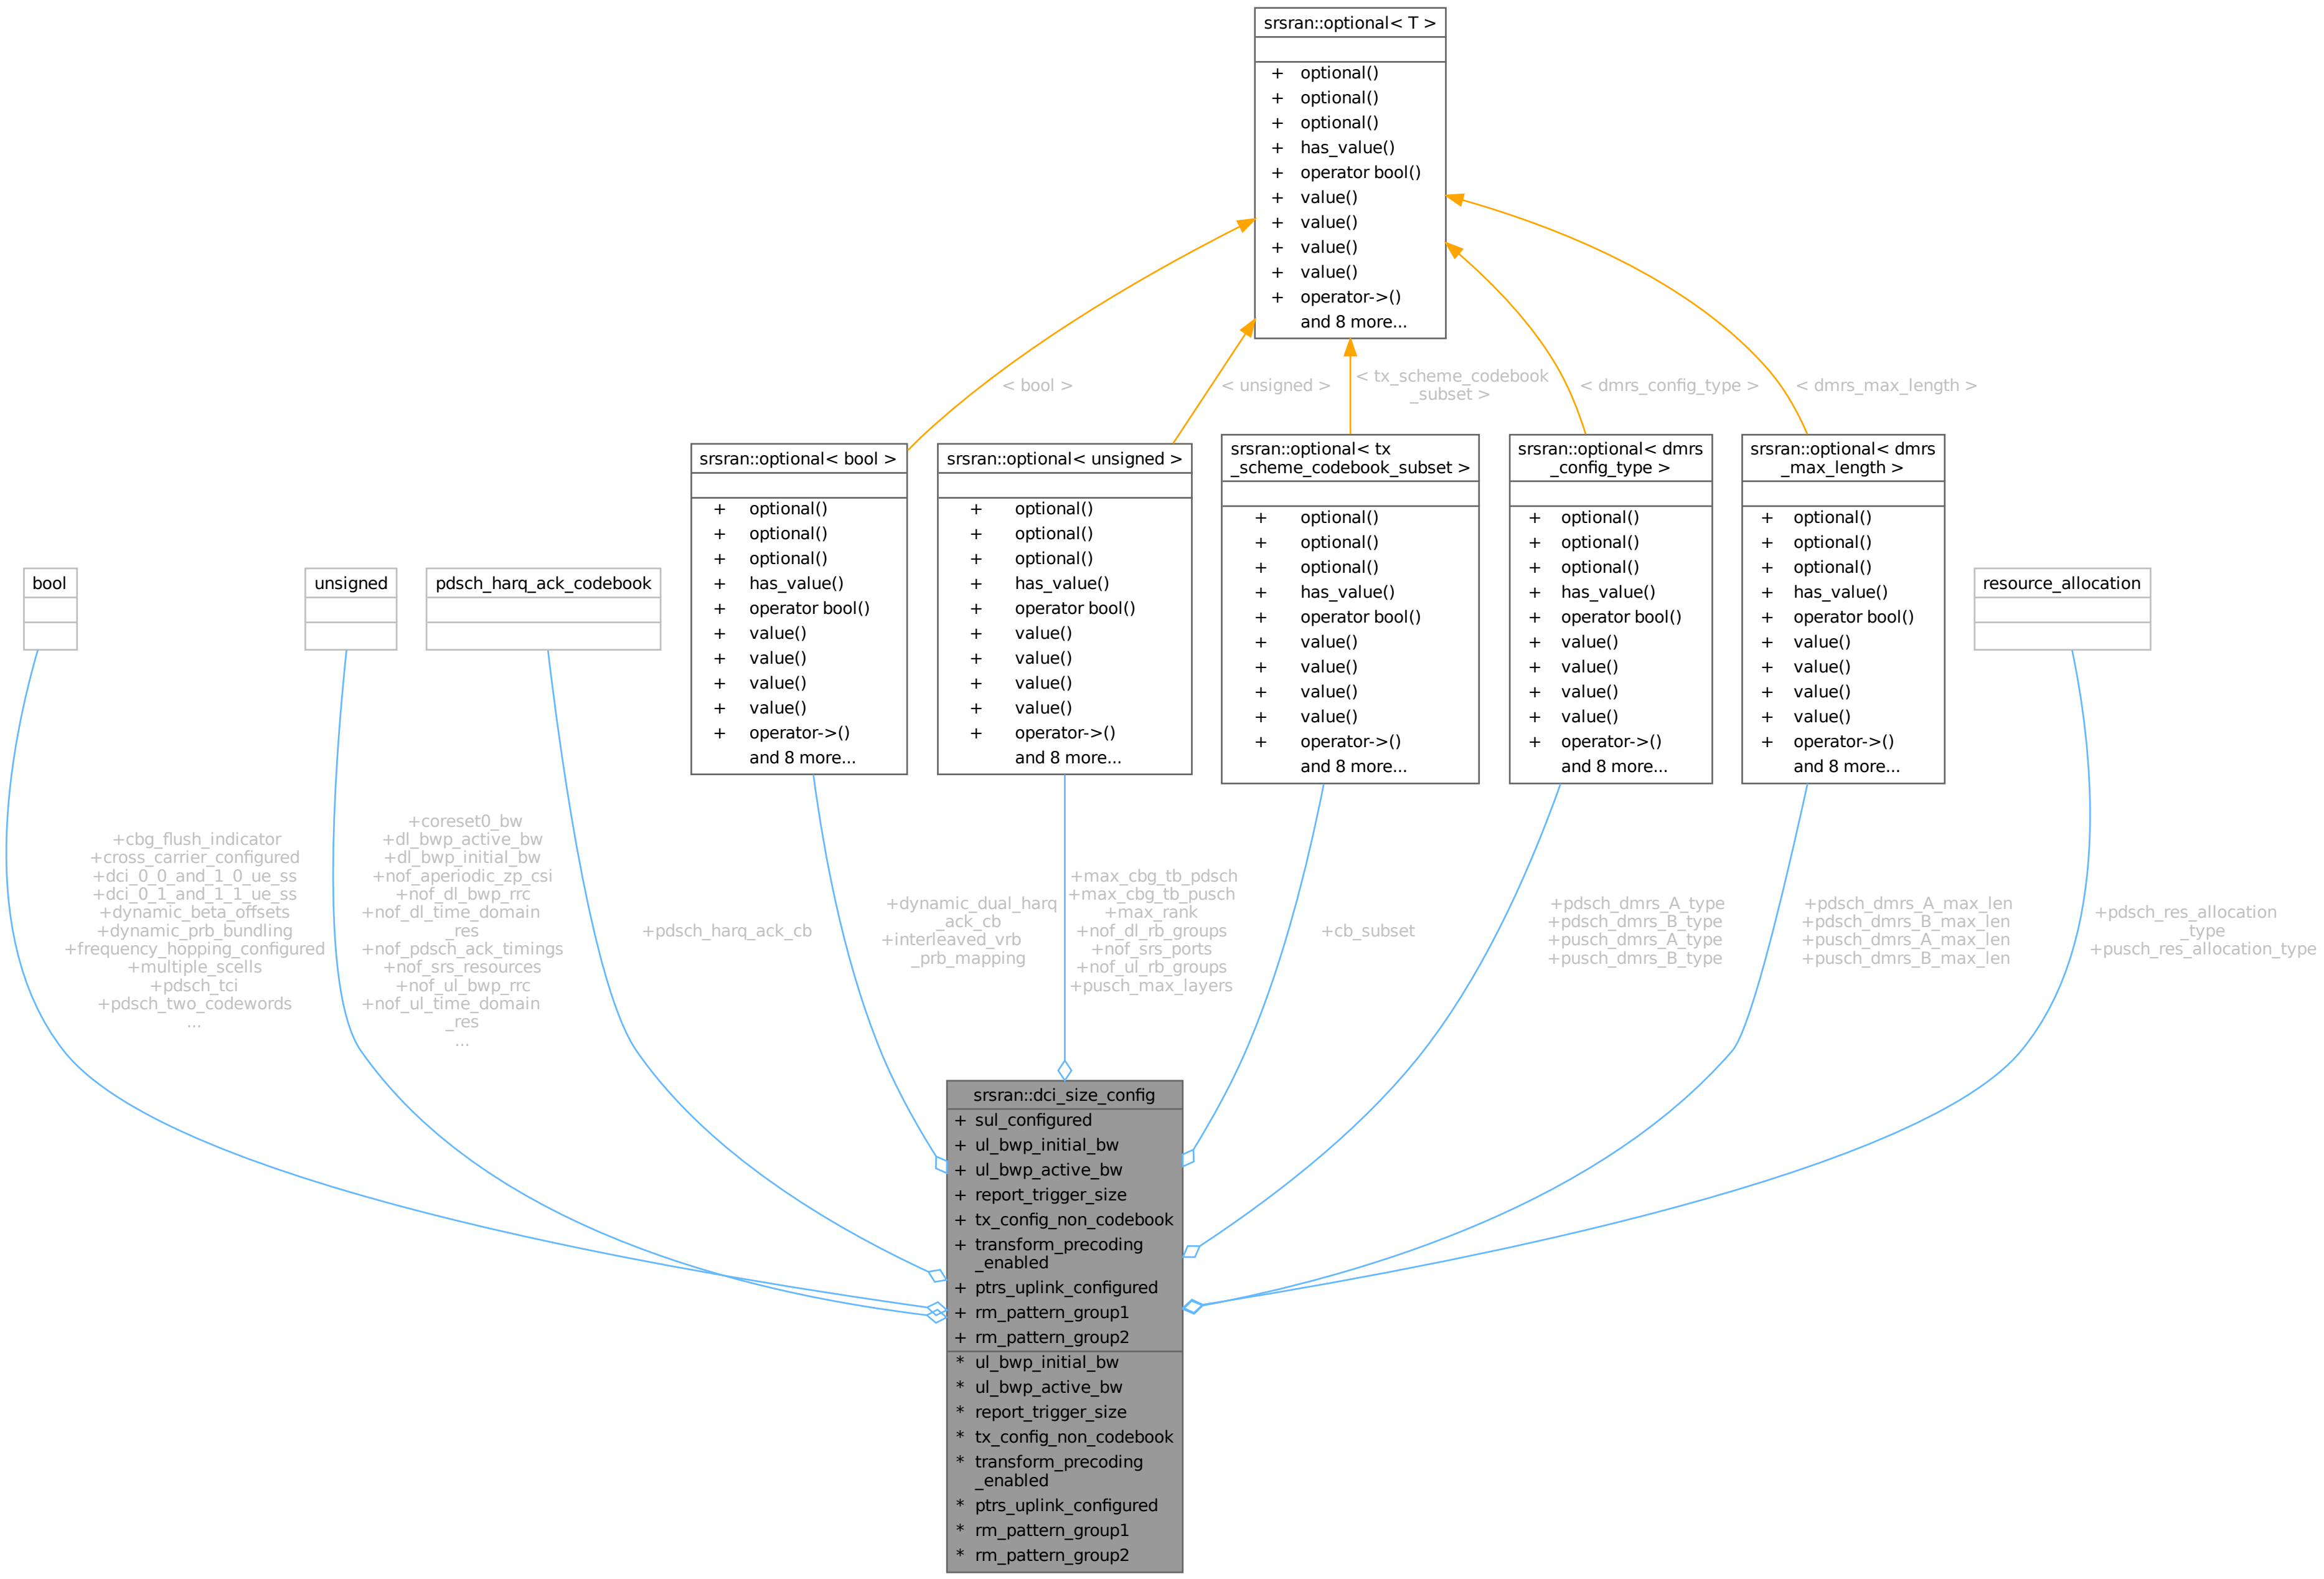 srsran::optional< T >
+ optional()
+ optional()
+ optional()
+ has_value()
+ operator bool()
+ value()
+ value()
+ value()
+ value()
+ operator->()
and 8 more...
< bool >
< unsigned >
< tx_scheme_codebook
_subset >
< dmrs_config_type >
< dmrs_max_length >
bool
unsigned
pdsch_harq_ack_codebook
srsran::optional< bool >
+ optional()
+ optional()
+ optional()
+ has_value()
+ operator bool()
+ value()
+ value()
+ value()
+ value()
+ operator->()
and 8 more...
srsran::optional< unsigned >
+ optional()
+ optional()
+ optional()
+ has_value()
+ operator bool()
+ value()
+ value()
+ value()
+ value()
+ operator->()
and 8 more...
srsran::optional< tx
_scheme_codebook_subset >
+ optional()
+ optional()
+ optional()
+ has_value()
+ operator bool()
+ value()
+ value()
+ value()
+ value()
+ operator->()
and 8 more...
srsran::optional< dmrs
_config_type >
+ optional()
+ optional()
+ optional()
+ has_value()
+ operator bool()
+ value()
+ value()
+ value()
+ value()
+ operator->()
and 8 more...
srsran::optional< dmrs
_max_length >
+ optional()
+ optional()
+ optional()
+ has_value()
+ operator bool()
+ value()
+ value()
+ value()
+ value()
+ operator->()
and 8 more...
resource_allocation
+cbg_flush_indicator
+cross_carrier_configured
+dci_0_0_and_1_0_ue_ss
+dci_0_1_and_1_1_ue_ss
+dynamic_beta_offsets
+dynamic_prb_bundling
+frequency_hopping_configured
+multiple_scells
+pdsch_tci
+pdsch_two_codewords
...
+coreset0_bw
+dl_bwp_active_bw
+dl_bwp_initial_bw
+nof_aperiodic_zp_csi
+nof_dl_bwp_rrc
+nof_dl_time_domain
_res
+nof_pdsch_ack_timings
+nof_srs_resources
+nof_ul_bwp_rrc
+nof_ul_time_domain
_res
...
+pdsch_harq_ack_cb
+dynamic_dual_harq
_ack_cb
+interleaved_vrb
_prb_mapping
+max_cbg_tb_pdsch
+max_cbg_tb_pusch
+max_rank
+nof_dl_rb_groups
+nof_srs_ports
+nof_ul_rb_groups
+pusch_max_layers
+cb_subset
+pdsch_dmrs_A_type
+pdsch_dmrs_B_type
+pusch_dmrs_A_type
+pusch_dmrs_B_type
+pdsch_dmrs_A_max_len
+pdsch_dmrs_B_max_len
+pusch_dmrs_A_max_len
+pusch_dmrs_B_max_len
+pdsch_res_allocation
_type
+pusch_res_allocation_type
srsran::dci_size_config
+ sul_configured
+ ul_bwp_initial_bw
+ ul_bwp_active_bw
+ report_trigger_size
+ tx_config_non_codebook
+ transform_precoding
_enabled
+ ptrs_uplink_configured
+ rm_pattern_group1
+ rm_pattern_group2
* ul_bwp_initial_bw
* ul_bwp_active_bw
* report_trigger_size
* tx_config_non_codebook
* transform_precoding
_enabled
* ptrs_uplink_configured
* rm_pattern_group1
* rm_pattern_group2